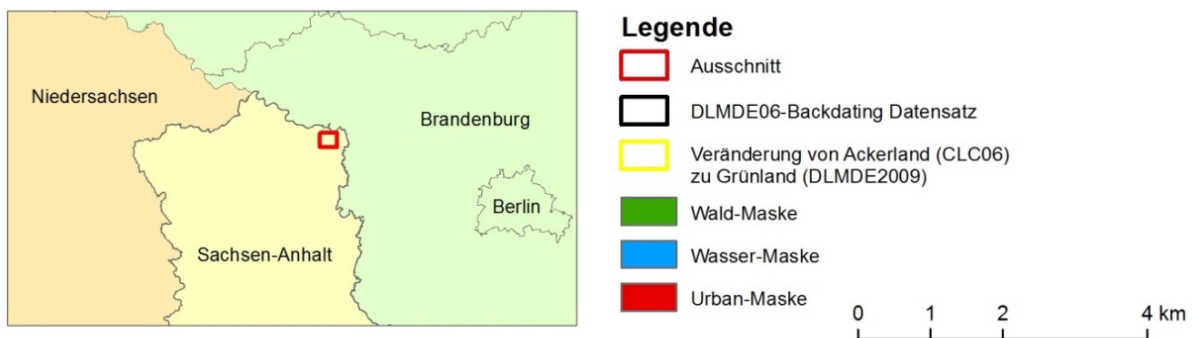 Niedersachsen
Brandenburg
Berlin
Sachsen-Anhalt
Legende
Ausschnitt
DLMDE06-Backdating Datensatz
Veränderung von Ackerland (CLC06)
zu Grünland (DLMDE2009)
Wald-Maske
Wasser-Maske
Urban-Maske
0 1 2 4 km